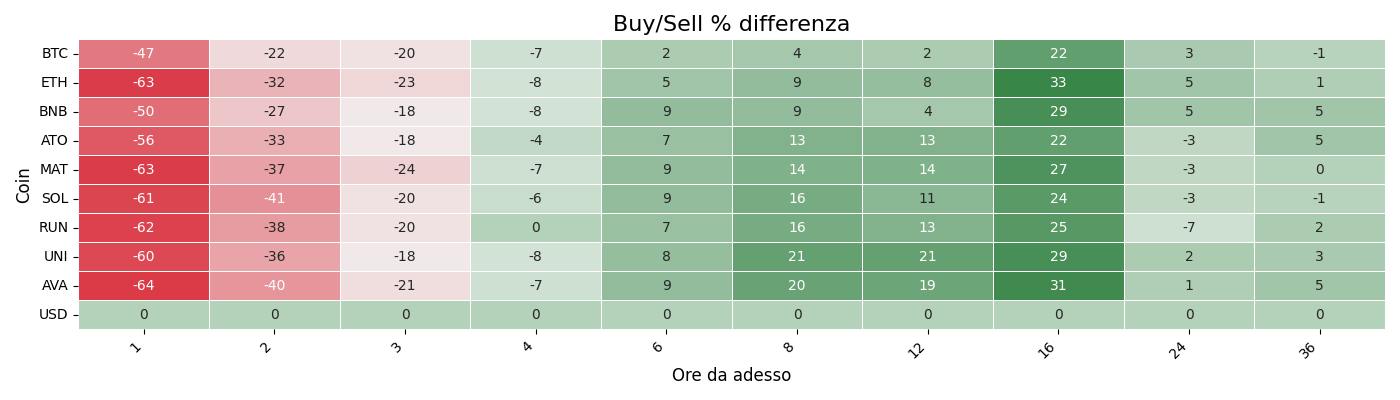 Buy/Sell % differenza
Coin
BTC -47 -22 -20 -7 2 4 2 22 3 -1
ETH -63 -32 -23 -8 5 9 8 33 5 1
BNB -50 -27 -18 -8 9 9 4 29 5 5
ATO -56 -33 -18 -4 7 13 13 22 -3 5
MAT -63 -37 -24 -7 9 14 14 27 -3 0
SOL -61 -41 -20 -6 9 16 11 24 -3 -1
RUN -62 -38 -20 0 7 16 13 25 -7 2
UNI -60 -36 -18 -8 8 21 21 29 2 3
AVA -64 -40 -21 -7 9 20 19 31 1 5
USD 0 0 0 0 0 0 0 0 0 0
1 2 3 4 6 8 12 16 24 36
Ore da adesso